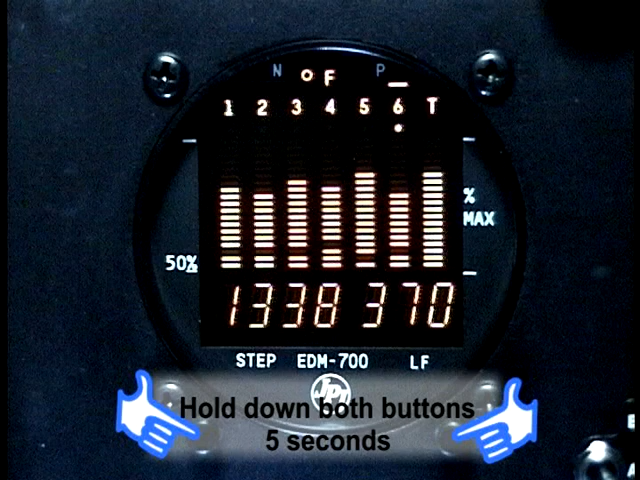 N °F P
1 2 3 4 5 6 T
%
MAX
50%
1338 370
STEP EDM-700 LF
JPI
Hold down both buttons
5 seconds